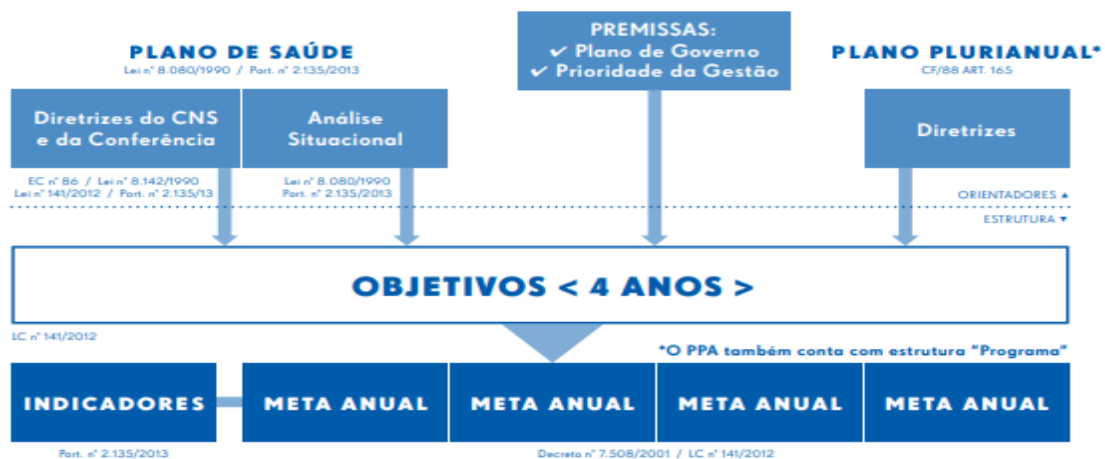 PLANO DE SAÚDE
Lei nº 8.080/1990 / Port. nº 2.135/2013
PREMISSAS:
✓ Plano de Governo
✓ Prioridade da Gestão
PLANO PLURIANUAL*
CF/88 ART. 165
Diretrizes do CNS
e da Conferência
Análise
Situacional
Diretrizes
EC nº 86 / Lei nº 8.142/1990
Lei nº 141/2012 / Port. nº 2.135/13
Lei nº 8.080/1990
Port. nº 2.135/2013
ORIENTADORES ▲
ESTRUTURA ▼
OBJETIVOS < 4 ANOS >
LC nº 141/2012
*O PPA também conta com estrutura "Programa"
INDICADORES
META ANUAL
META ANUAL
META ANUAL
META ANUAL
Port. nº 2.135/2013
Decreto nº 7.508/2001 / LC nº 141/2012